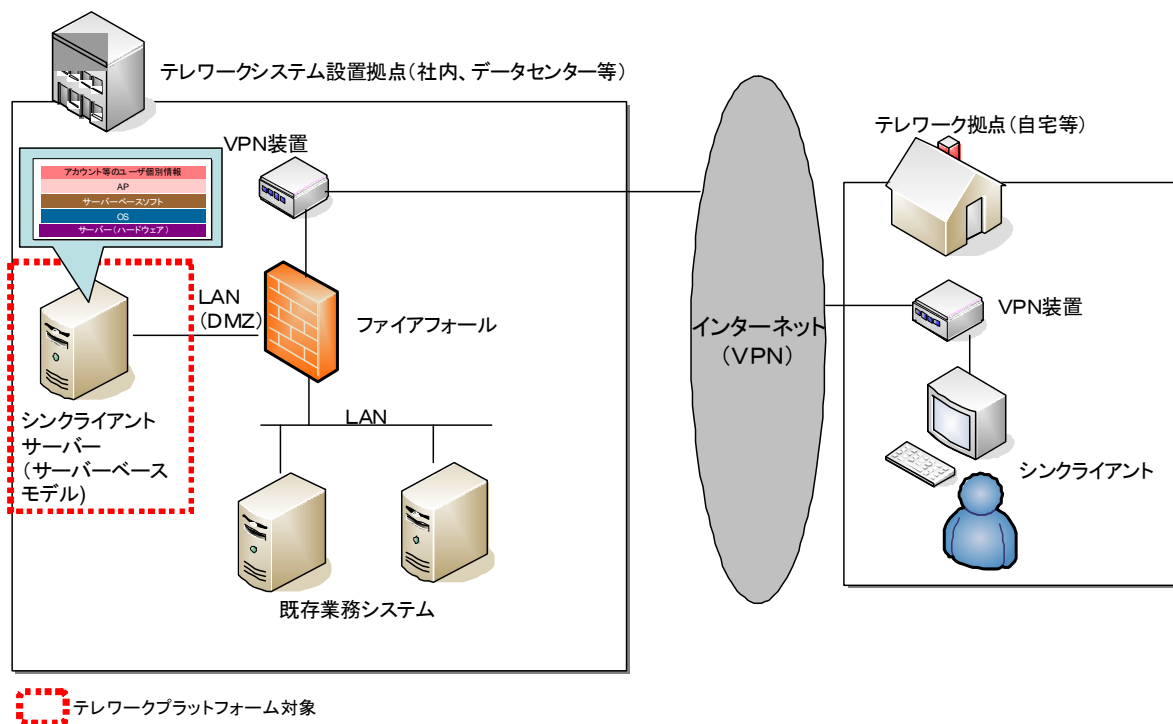 テレワークシステム設置拠点(社内、データセンター等)
VPN装置
アカウント等のユーザ個別情報
AP
サーバーベースソフト
OS
サーバー(ハードウェア)
LAN
(DMZ)
ファイアフォール
シンクライアント
サーバー
(サーバーベース
モデル)
LAN
既存業務システム
インターネット
(VPN)
テレワーク拠点(自宅等)
VPN装置
シンクライアント
テレワークプラットフォーム対象